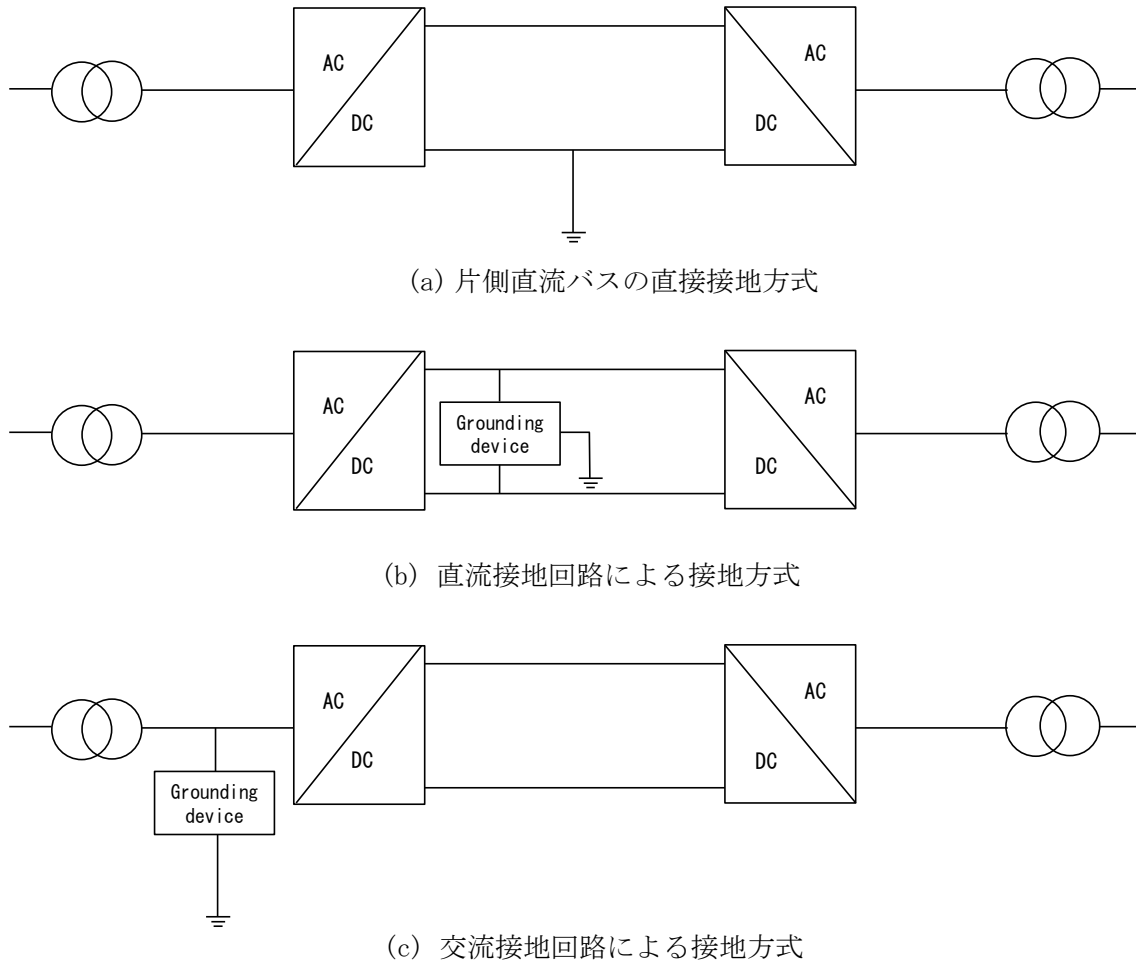 AC
DC
AC
DC
(a) 片側直流バスの直接接地方式
AC
DC
Grounding
device
AC
DC
(b) 直流接地回路による接地方式
AC
DC
Grounding
device
AC
DC
(c) 交流接地回路による接地方式